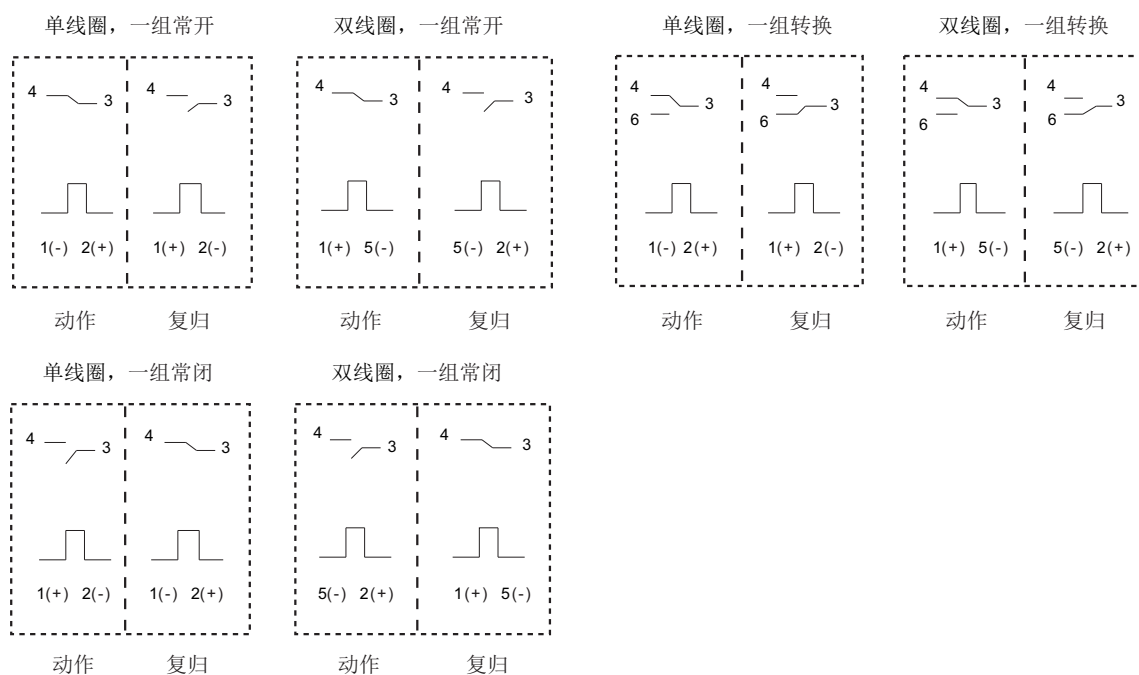 单线圈，一组常开
4 3 4 3
1(-) 2(+) 1(+) 2(-)
动作 复归
双线圈，一组常开
4 3 4 3
1(+) 5(-) 5(-) 2(+)
动作 复归
单线圈，一组转换
4 3 4 3
6 6
1(-) 2(+) 1(+) 2(-)
动作 复归
双线圈，一组转换
4 3 4 3
6 6
1(+) 5(-) 5(-) 2(+)
动作 复归
单线圈，一组常闭
4 3 4 3
1(+) 2(-) 1(-) 2(+)
动作 复归
双线圈，一组常闭
4 3 4 3
5(-) 2(+) 1(+) 5(-)
动作 复归